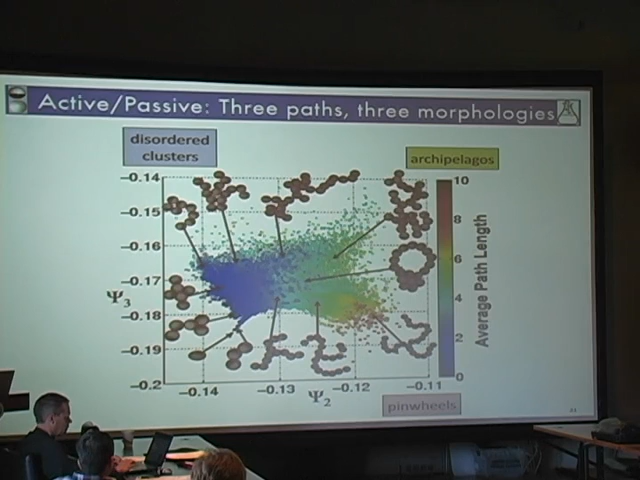 Active/Passive: Three paths, three morphologies
disordered
clusters
archipelagos
−0.14
−0.15
−0.16
−0.17
−0.18
−0.19
−0.2
Ψ3
−0.14
−0.13
−0.12
−0.11
Ψ2
10
8
6
4
2
0
Average Path Length
pinwheels